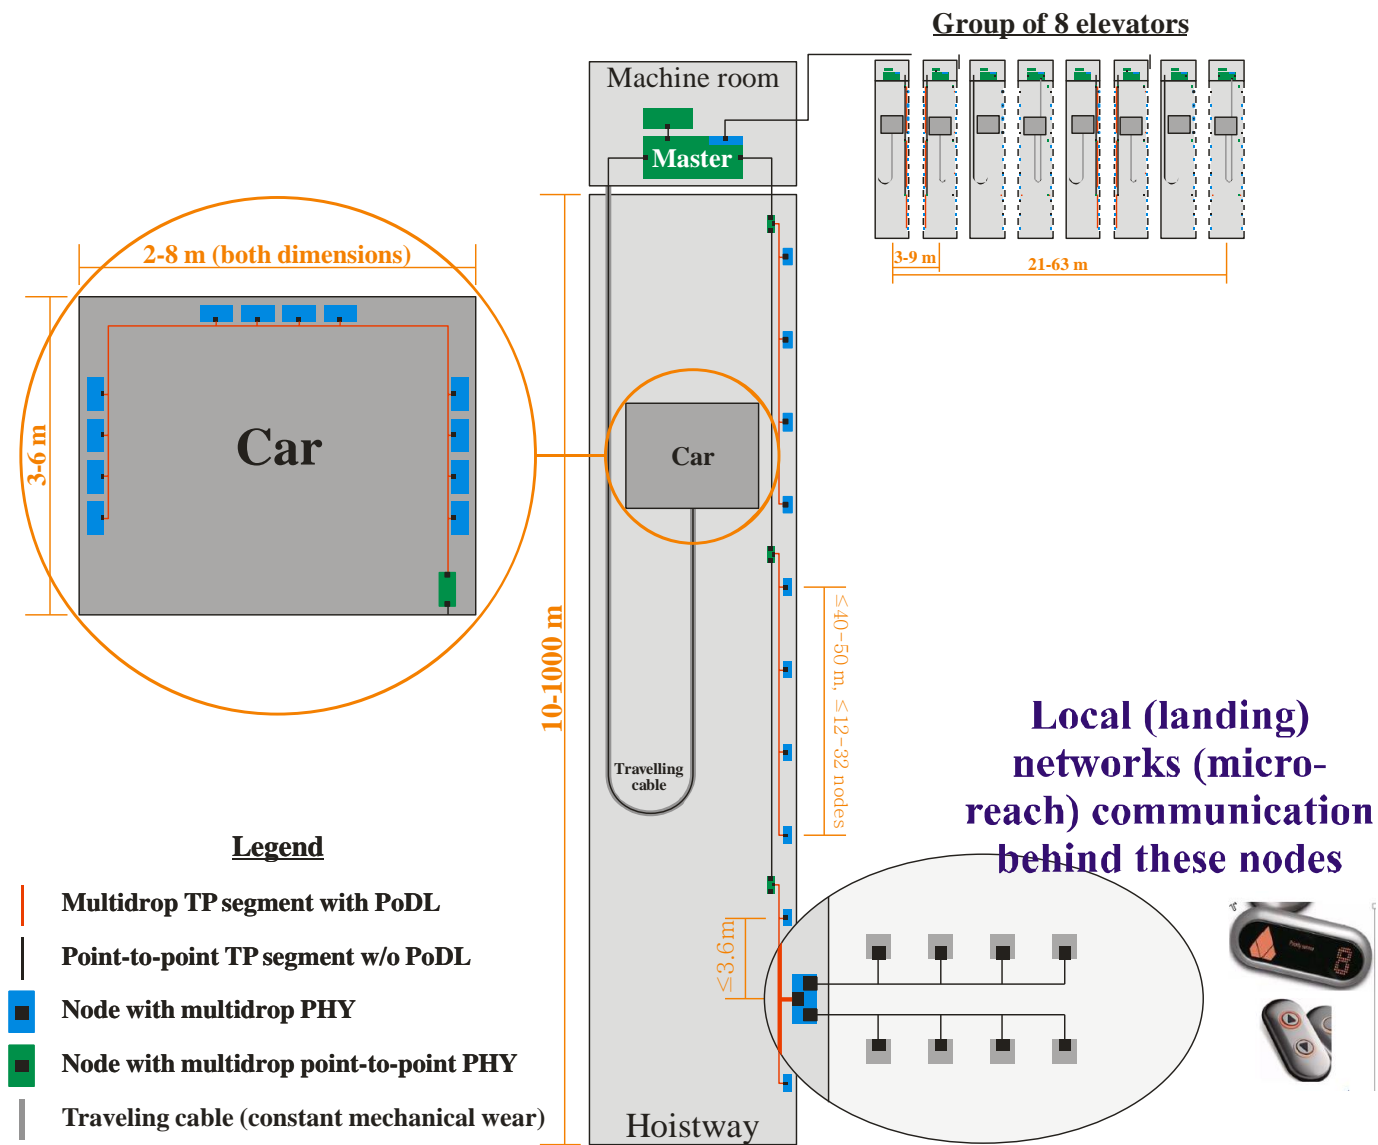 Group of 8 elevators
Machine room
Master
3-9 m
21-63 m
2-8 m (both dimensions)
3-6 m
Car
Car
10-1000 m
≤40-50 m, ≤12-32 nodes
Travelling
cable
≤3.6m
Local (landing)
networks (micro-
reach) communication
behind these nodes
8
Legend
Multidrop TP segment with PoDL
Point-to-point TP segment w/o PoDL
Node with multidrop PHY
Node with multidrop point-to-point PHY
Traveling cable (constant mechanical wear)
Hoistway